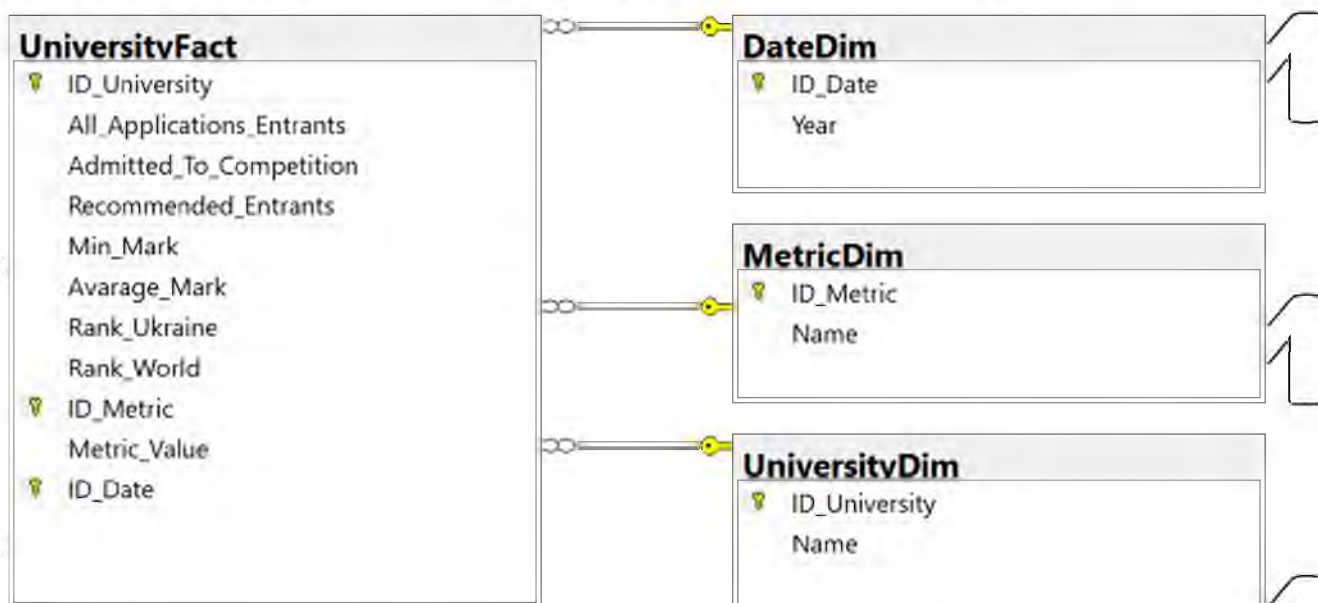 UniversityFact
ID_University
All_Applications_Entrants
Admitted_To_Competition
Recommended_Entrants
Min_Mark
Avarage_Mark
Rank_Ukraine
Rank_World
ID_Metric
Metric_Value
ID_Date
DateDim
ID_Date
Year
MetricDim
ID_Metric
Name
UniversityDim
ID_University
Name